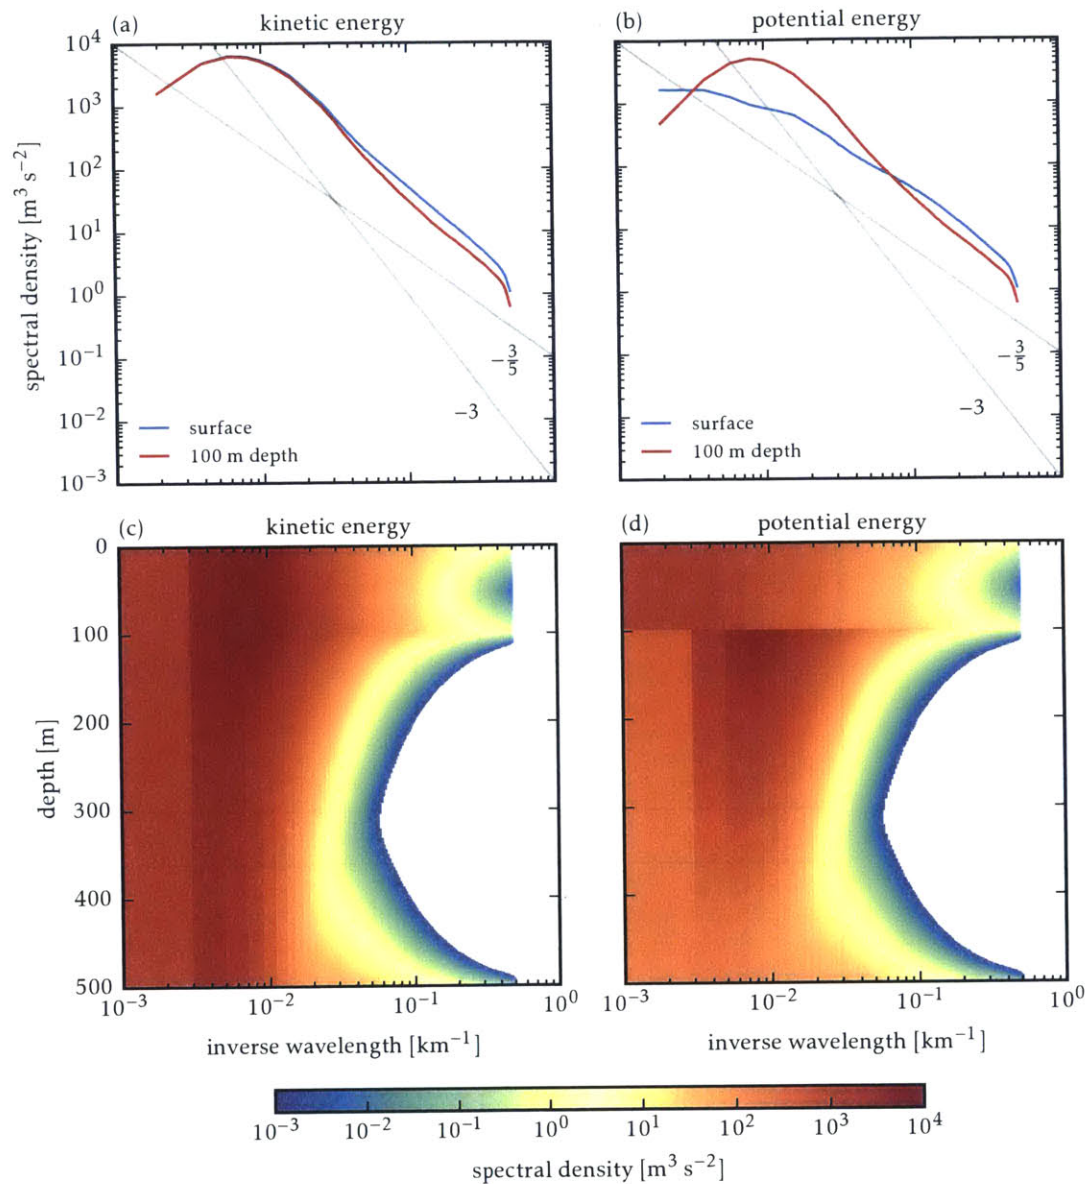 (a) kinetic energy
(b) potential energy
10^4
10^3
10^2
10^1
10^0
10^-1
10^-2
10^-3
spectral density [m^3 s^-2]
-3/5
-3
surface
100 m depth
-3/5
-3
surface
100 m depth
(c) kinetic energy
(d) potential energy
0
100
200
300
400
500
depth [m]
10^-3 10^-2 10^-1 10^0
10^-3 10^-2 10^-1 10^0
inverse wavelength [km^-1]
inverse wavelength [km^-1]
10^-3 10^-2 10^-1 10^0 10^1 10^2 10^3 10^4
spectral density [m^3 s^-2]